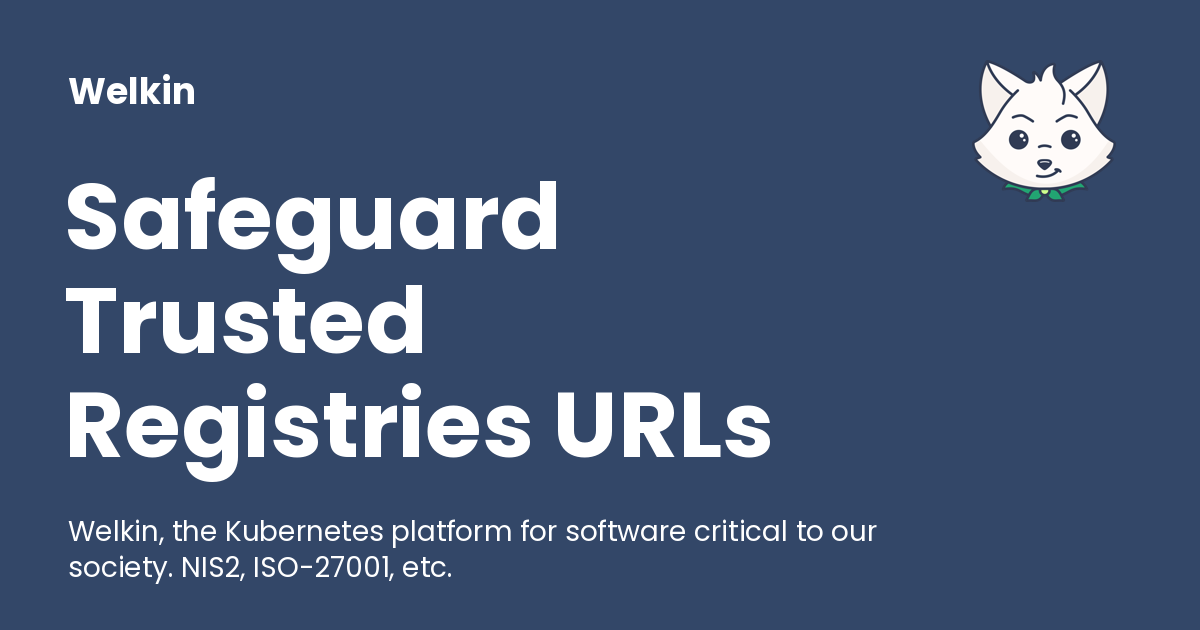 Welkin
Safeguard
Trusted
Registries URLs
Welkin, the Kubernetes platform for software critical to our
society. NIS2, ISO-27001, etc.